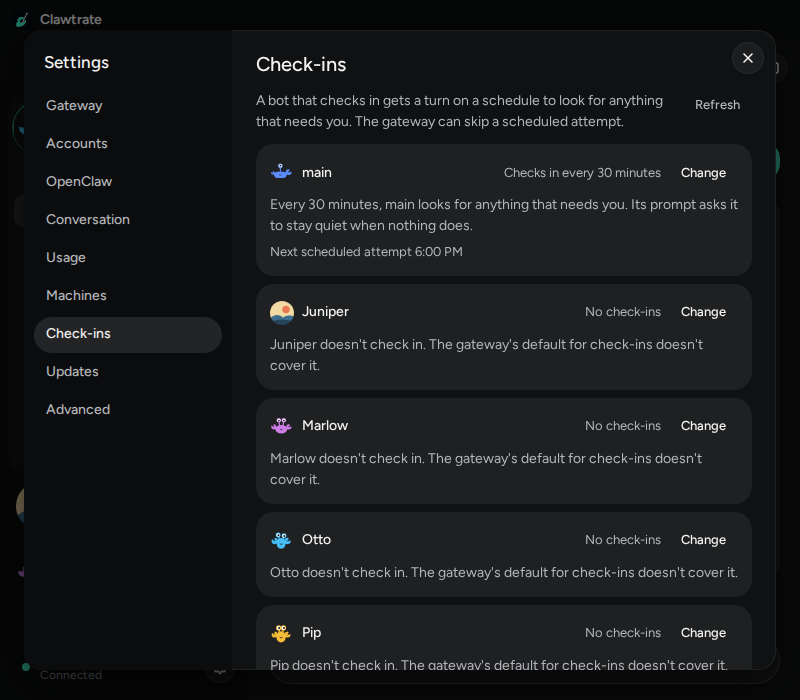 Clawtrate
Settings
Gateway
Accounts
OpenClaw
Conversation
Usage
Machines
Check-ins
Updates
Advanced
Connected
Check-ins
A bot that checks in gets a turn on a schedule to look for anything
that needs you. The gateway can skip a scheduled attempt.
Refresh
main
Checks in every 30 minutes
Change
Every 30 minutes, main looks for anything that needs you. Its prompt asks it
to stay quiet when nothing does.
Next scheduled attempt 6:00 PM
Juniper
No check-ins
Change
Juniper doesn't check in. The gateway's default for check-ins doesn't
cover it.
Marlow
No check-ins
Change
Marlow doesn't check in. The gateway's default for check-ins doesn't
cover it.
Otto
No check-ins
Change
Otto doesn't check in. The gateway's default for check-ins doesn't cover it.
Pip
No check-ins
Change
Pip doesn't check in. The gateway's default for check-ins doesn't cover it.